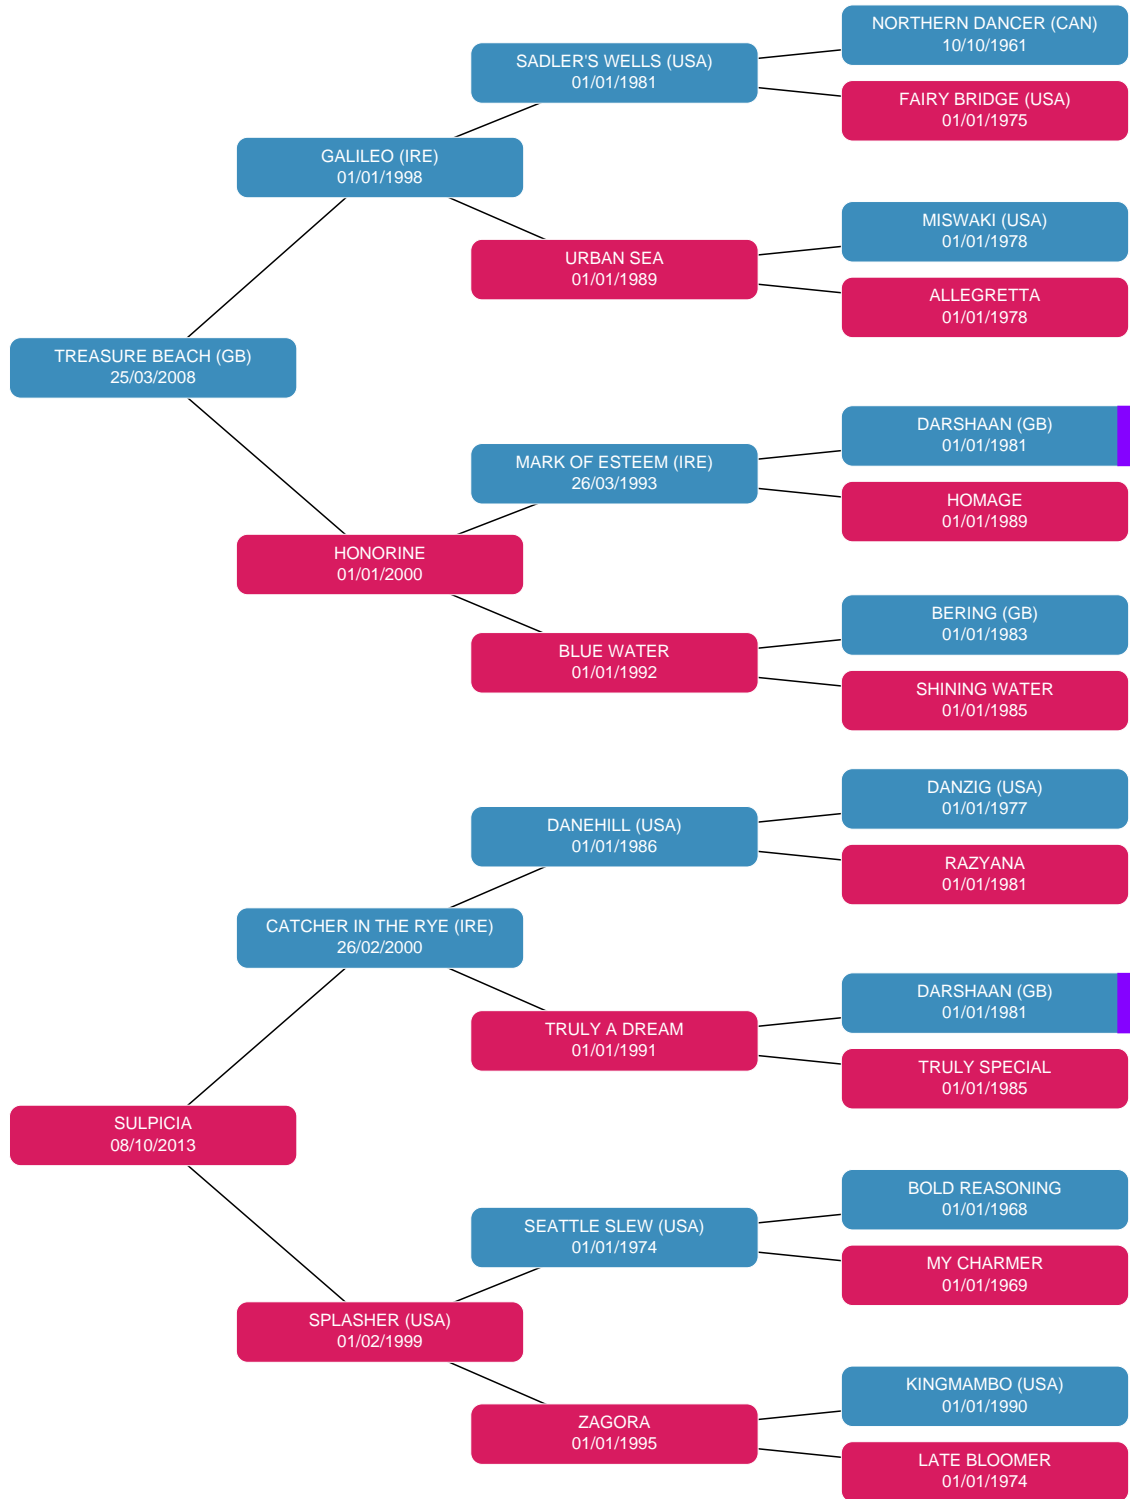 NORTHERN DANCER (CAN)
10/10/1961
SADLER'S WELLS (USA)
01/01/1981
FAIRY BRIDGE (USA)
01/01/1975
GALILEO (IRE)
01/01/1998
MISWAKI (USA)
01/01/1978
URBAN SEA
01/01/1989
ALLEGRETTA
01/01/1978
TREASURE BEACH (GB)
25/03/2008
DARSHAAN (GB)
01/01/1981
MARK OF ESTEEM (IRE)
26/03/1993
HOMAGE
01/01/1989
HONORINE
01/01/2000
BERING (GB)
01/01/1983
BLUE WATER
01/01/1992
SHINING WATER
01/01/1985
DANZIG (USA)
01/01/1977
DANEHILL (USA)
01/01/1986
RAZYANA
01/01/1981
CATCHER IN THE RYE (IRE)
26/02/2000
DARSHAAN (GB)
01/01/1981
TRULY A DREAM
01/01/1991
TRULY SPECIAL
01/01/1985
SULPICIA
08/10/2013
BOLD REASONING
01/01/1968
SEATTLE SLEW (USA)
01/01/1974
MY CHARMER
01/01/1969
SPLASHER (USA)
01/02/1999
KINGMAMBO (USA)
01/01/1990
ZAGORA
01/01/1995
LATE BLOOMER
01/01/1974